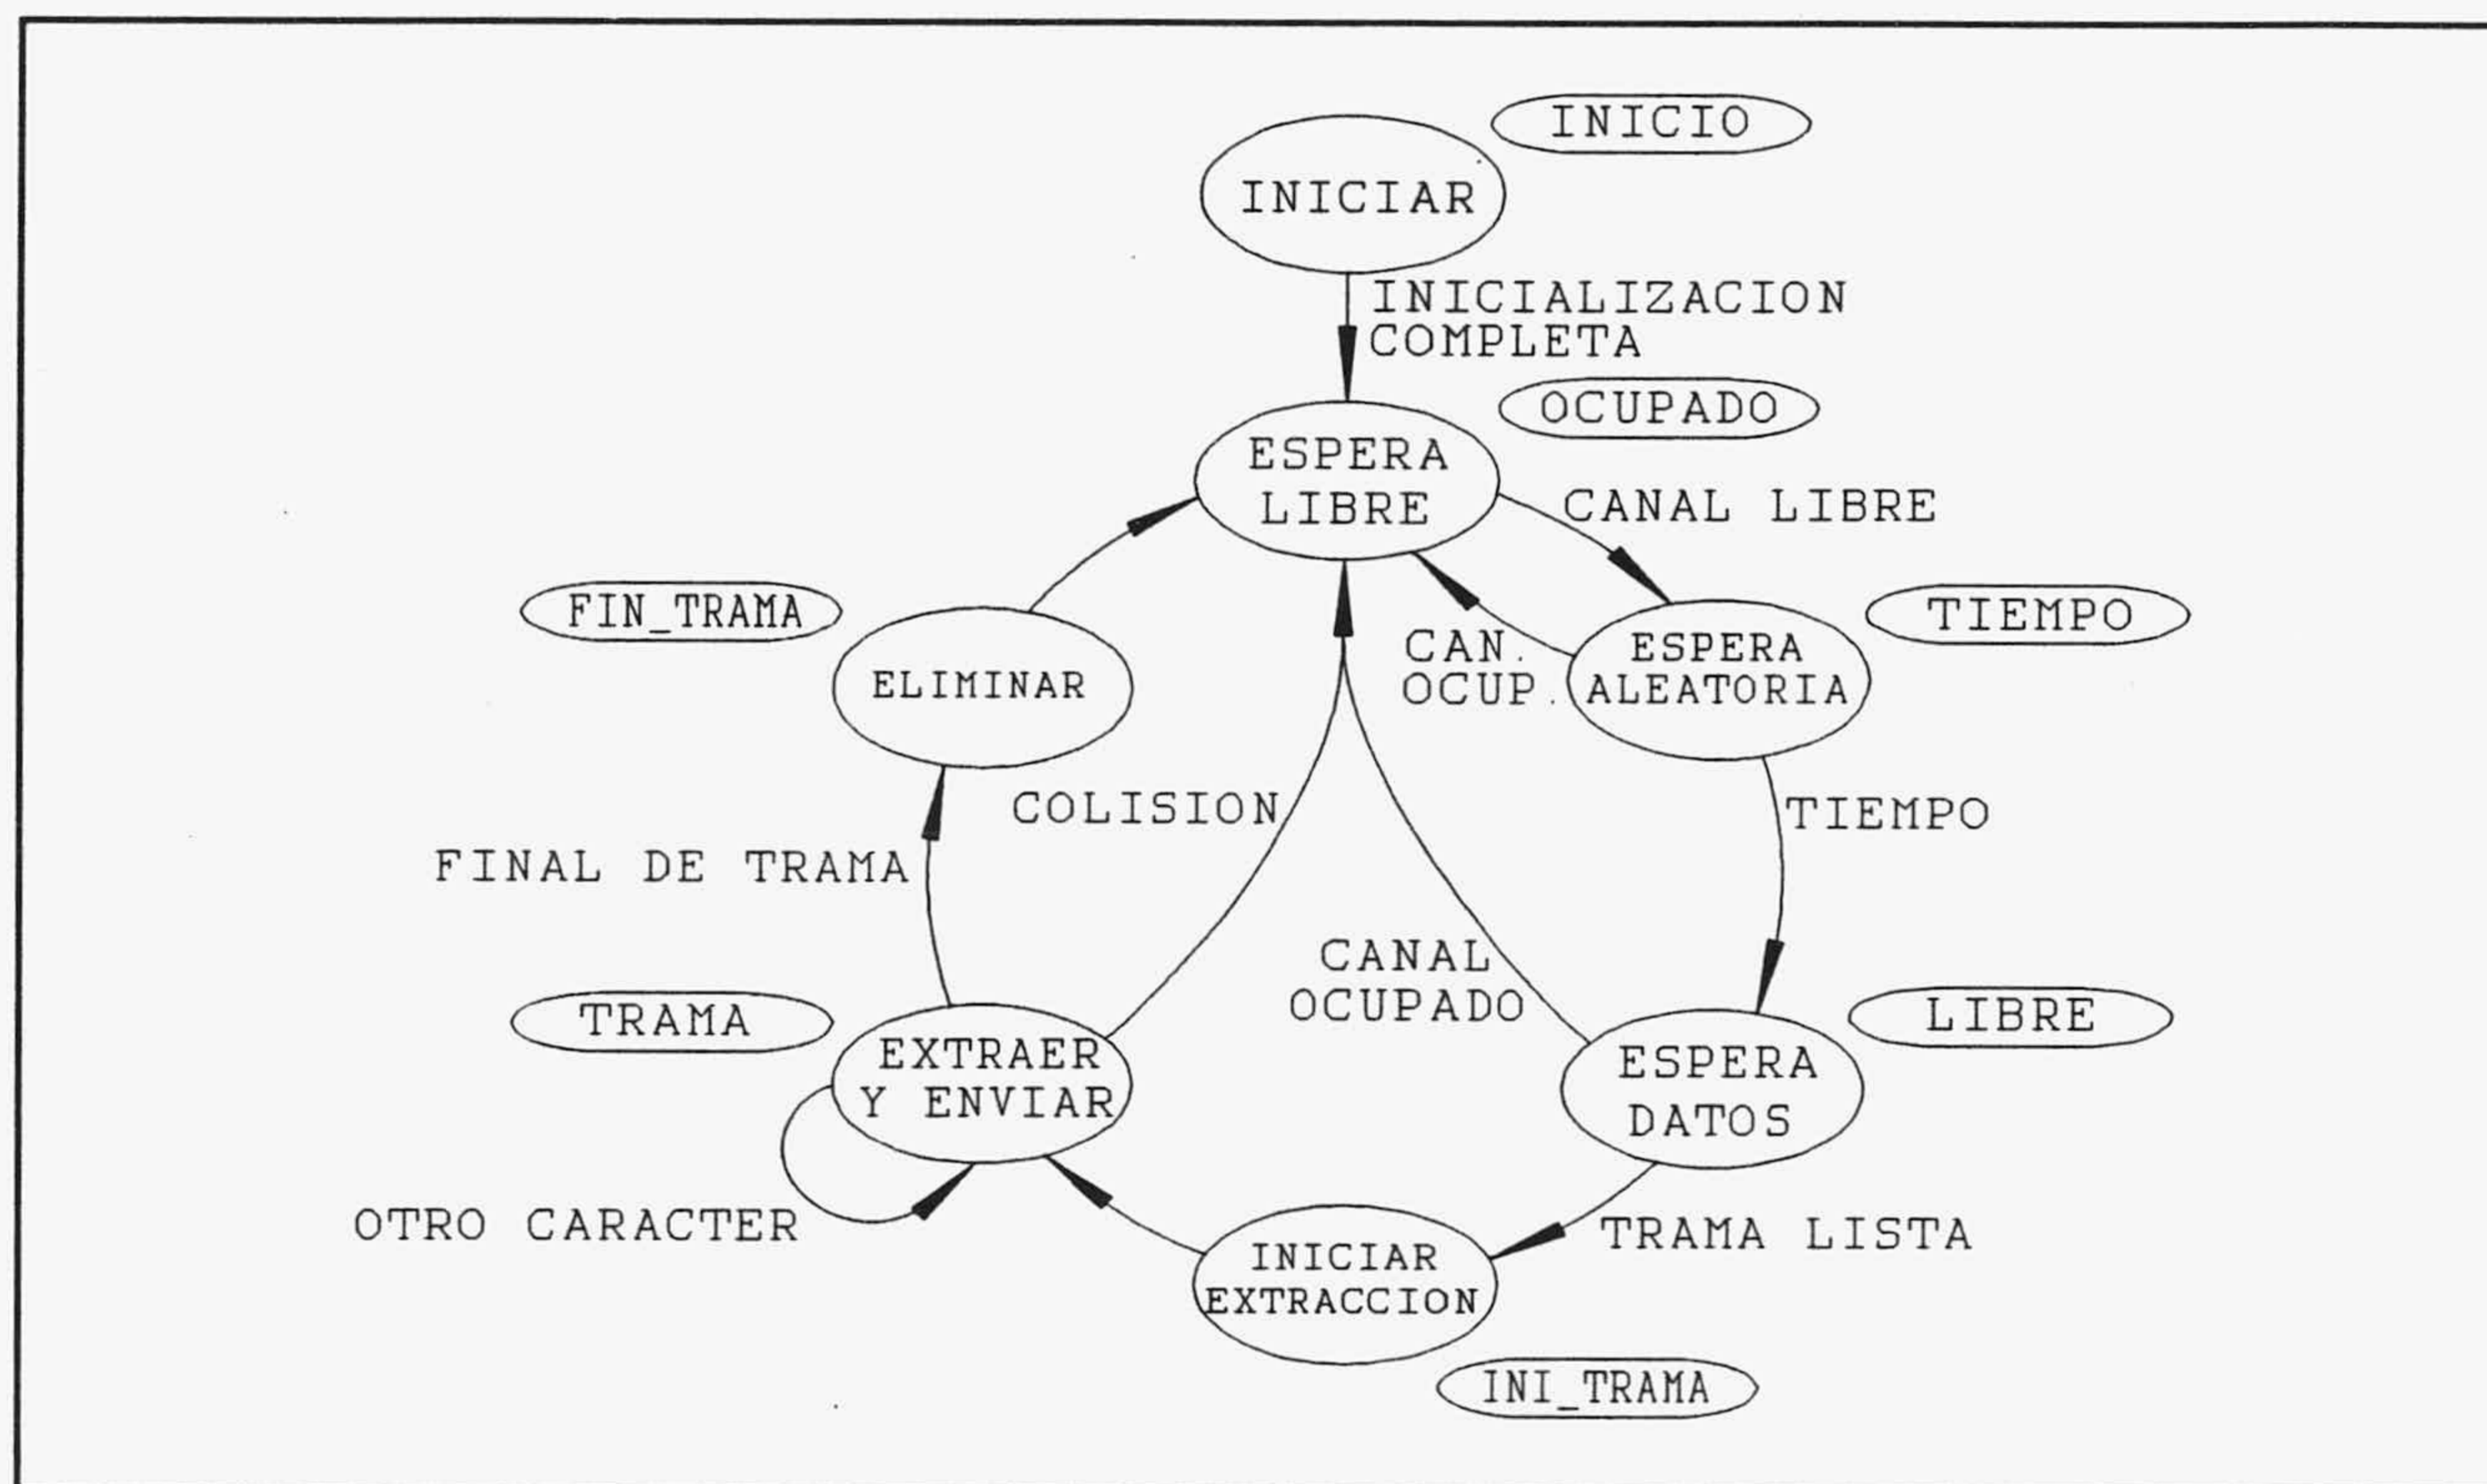 INICIO
INICIAR
INICIALIZACION
COMPLETA
OCUPADO
ESPERA
LIBRE
CANAL LIBRE
FIN_TRAMA
TIEMPO
ELIMINAR
CAN.
OCUP.
ESPERA
ALEATORIA
COLISION
TIEMPO
FINAL DE TRAMA
CANAL
OCUPADO
TRAMA
LIBRE
EXTRAER
Y ENVIAR
ESPERA
DATOS
OTRO CARACTER
TRAMA LISTA
INICIAR
EXTRACCION
INI_TRAMA